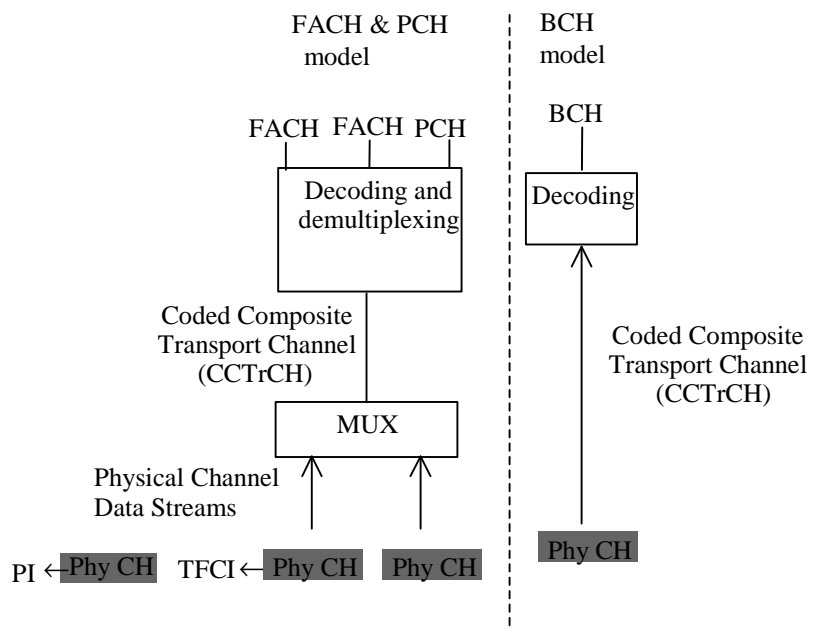 FACH & PCH
model
BCH
model
FACH FACH PCH
BCH
Decoding and
demultiplexing
Decoding
Coded Composite
Transport Channel
(CCTrCH)
Coded Composite
Transport Channel
(CCTrCH)
MUX
Physical Channel
Data Streams
PI ← Phy CH TFCI ← Phy CH Phy CH
Phy CH